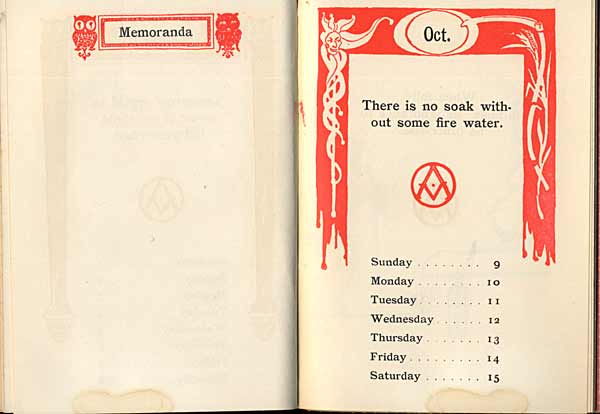 Memoranda
Oct.
There is no soak with-
out some fire water.
Sunday . . . . . . . . 9
Monday . . . . . . . . 10
Tuesday . . . . . . . . 11
Wednesday . . . . . . 12
Thursday . . . . . . . 13
Friday . . . . . . . . . 14
Saturday . . . . . . . 15